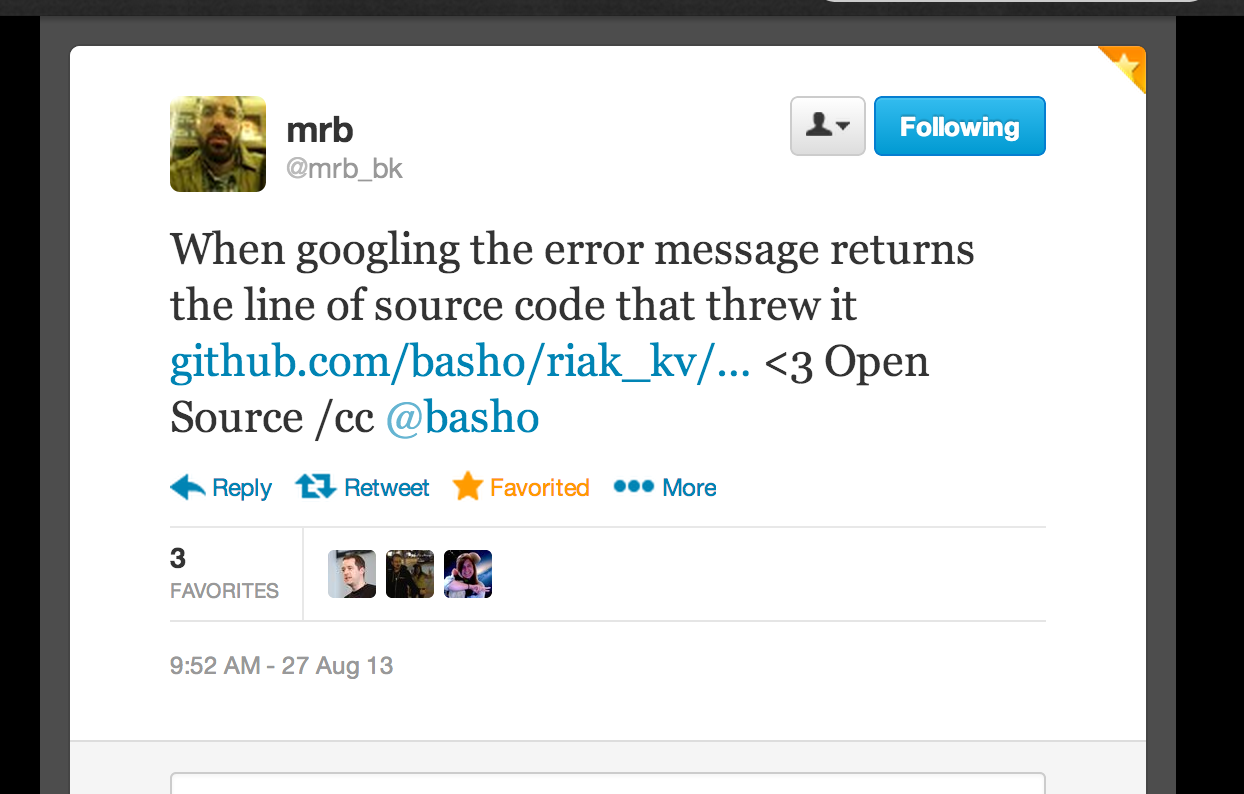 mrb
@mrb_bk
Following
When googling the error message returns
the line of source code that threw it
github.com/basho/riak_kv/... <3 Open
Source /cc @basho
Reply Retweet Favorited More
3
FAVORITES
9:52 AM - 27 Aug 13